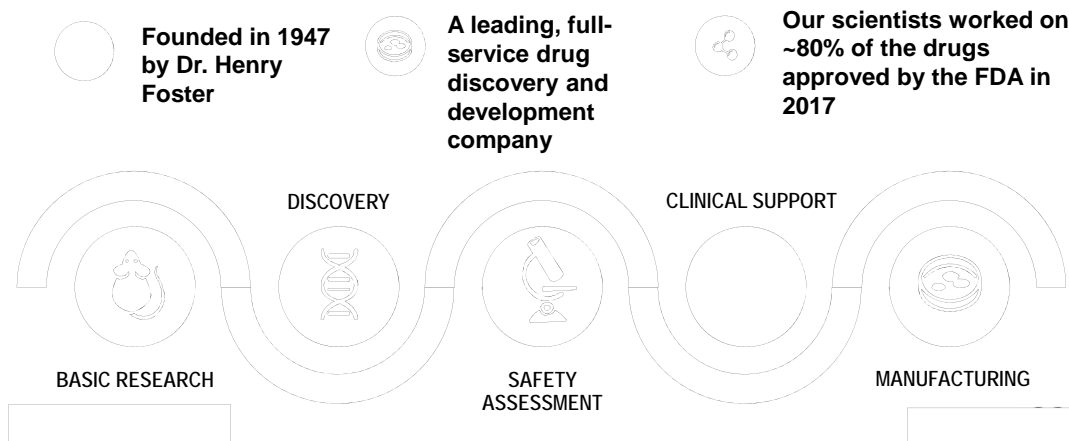 Founded in 1947
by Dr. Henry
Foster
A leading, full-
service drug
discovery and
development
company
Our scientists worked on
~80% of the drugs
approved by the FDA in
2017
DISCOVERY
CLINICAL SUPPORT
BASIC RESEARCH
SAFETY
ASSESSMENT
MANUFACTURING